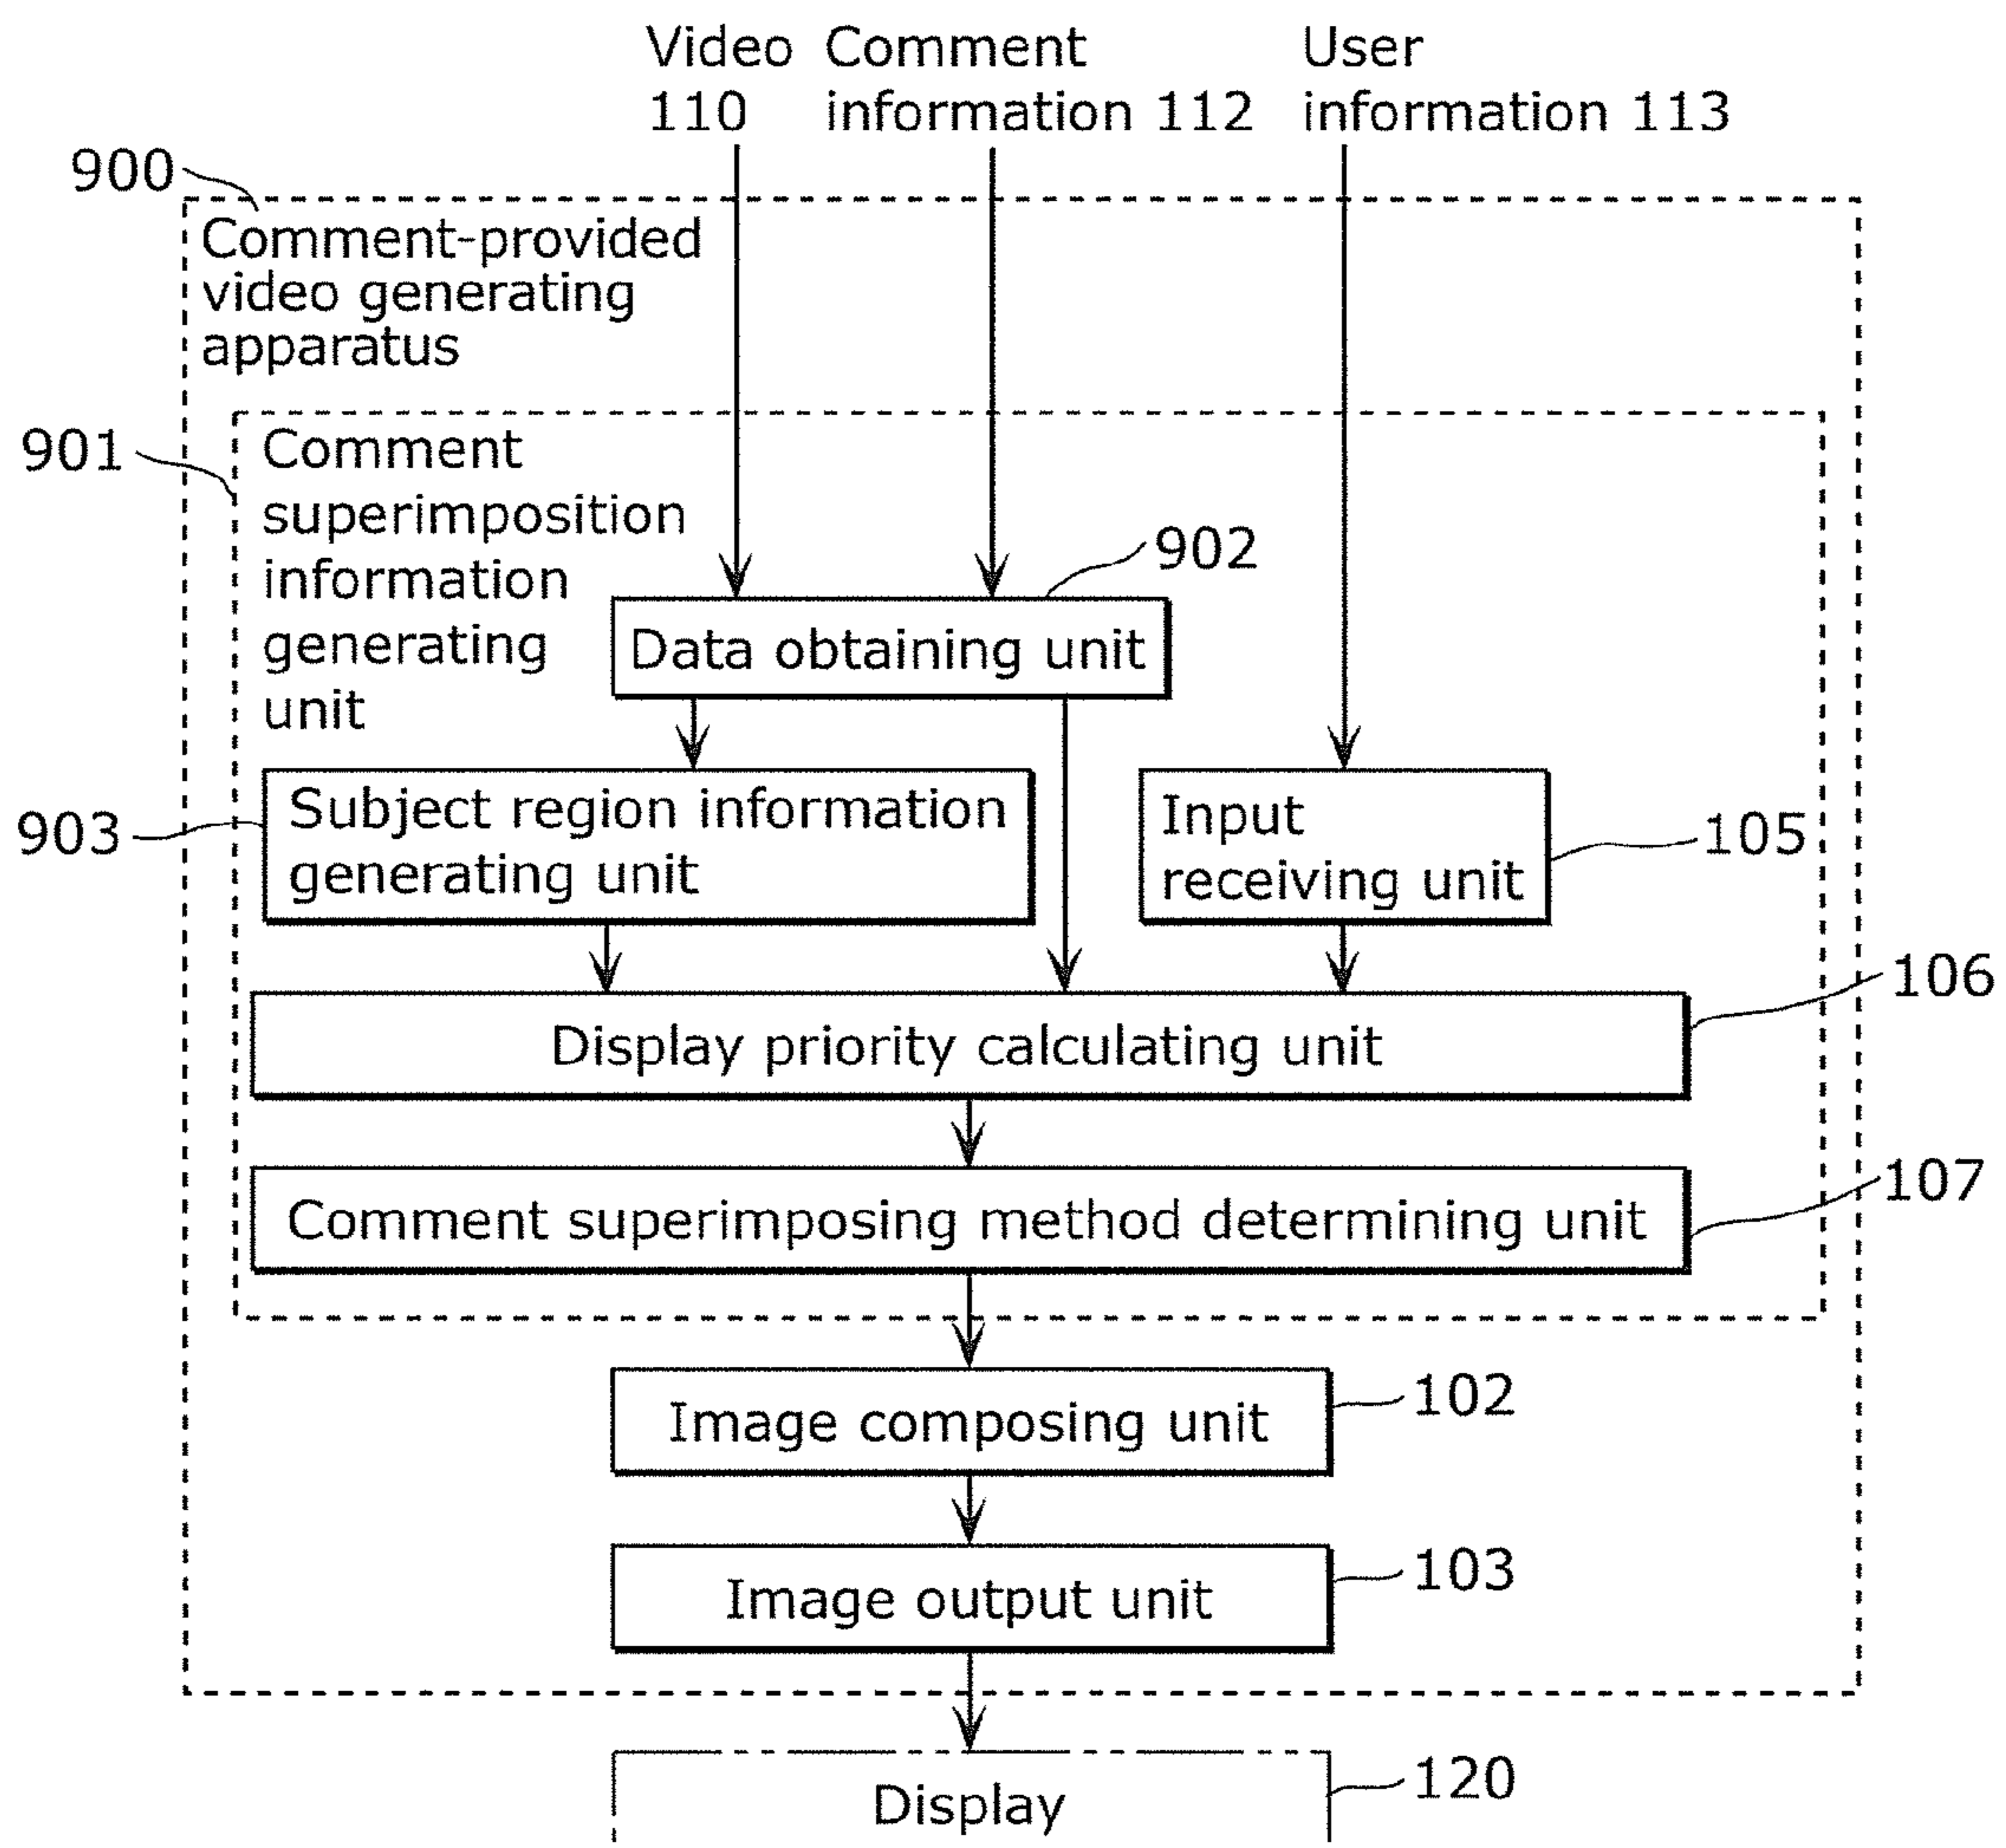 Video
110
Comment
information 112
User
information 113
900
Comment-provided
video generating
apparatus
901
Comment
superimposition
information
generating
unit
902
Data obtaining unit
903
Subject region information
generating unit
Input
receiving unit
105
106
Display priority calculating unit
107
Comment superimposing method determining unit
Image composing unit
102
Image output unit
103
Display
120